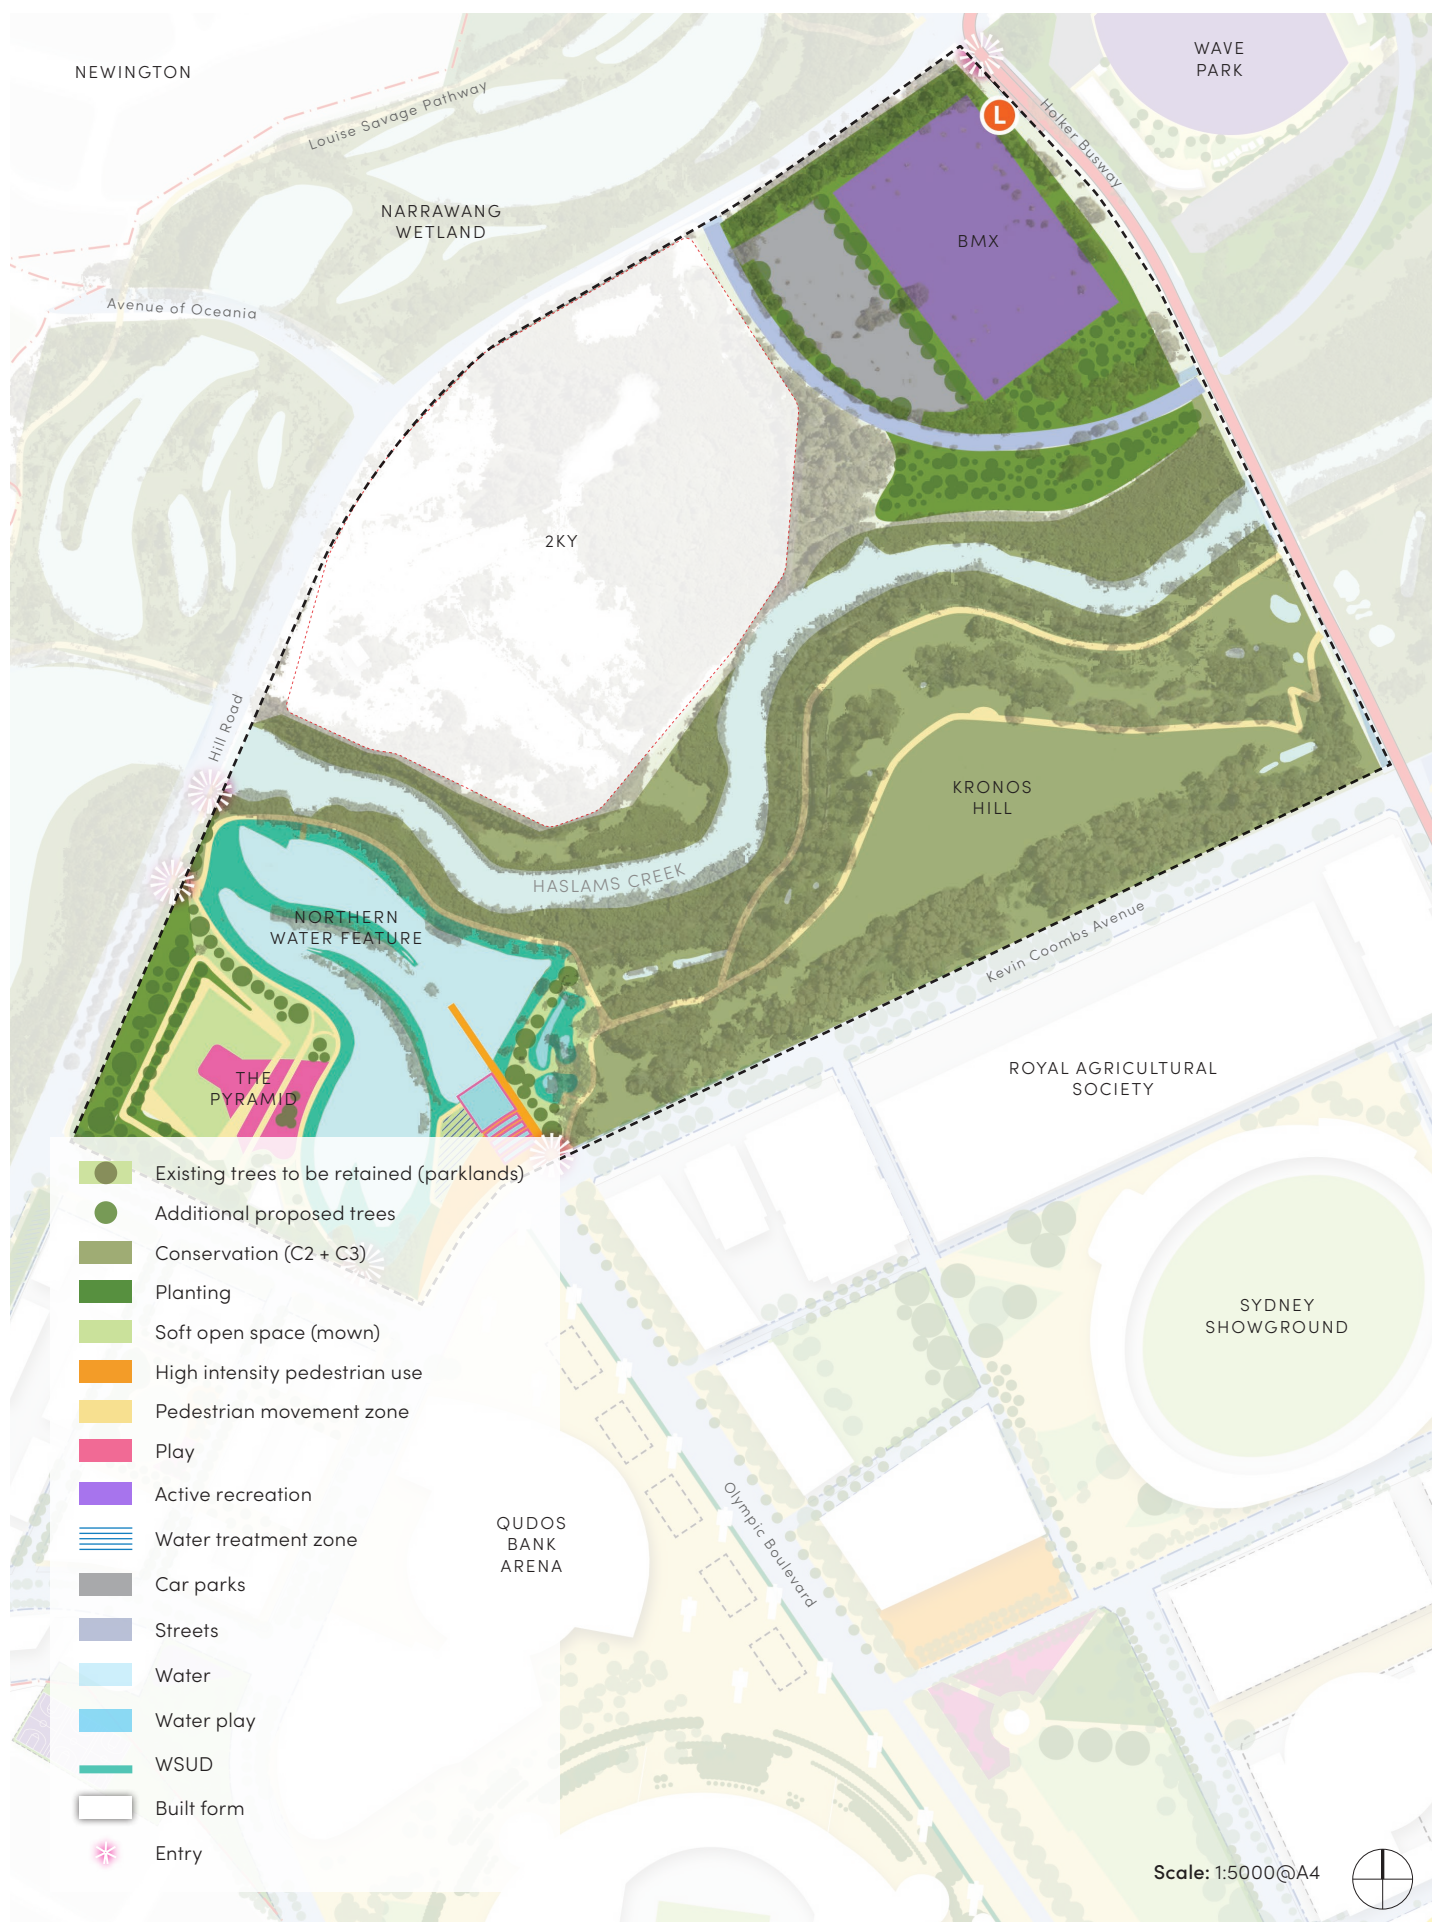 NEWINGTON
WAVE
PARK
Louise Savage Pathway
L
Holker Busway
NARRAWANG
WETLAND
BMX
Avenue of Oceania
2KY
Hill Road
KRONOS
HILL
HASLAMS CREEK
NORTHERN
WATER FEATURE
Kevin Coombs Avenue
THE
PYRAMID
ROYAL AGRICULTURAL
SOCIETY
Existing trees to be retained (parklands)
Additional proposed trees
Conservation (C2 + C3)
Planting
Soft open space (mown)
High intensity pedestrian use
Pedestrian movement zone
Play
Active recreation
Water treatment zone
Car parks
Streets
Water
Water play
WSUD
Built form
Entry
SYDNEY
SHOWGROUND
QUDOS
BANK
ARENA
Olympic Boulevard
Scale: 1:5000@A4